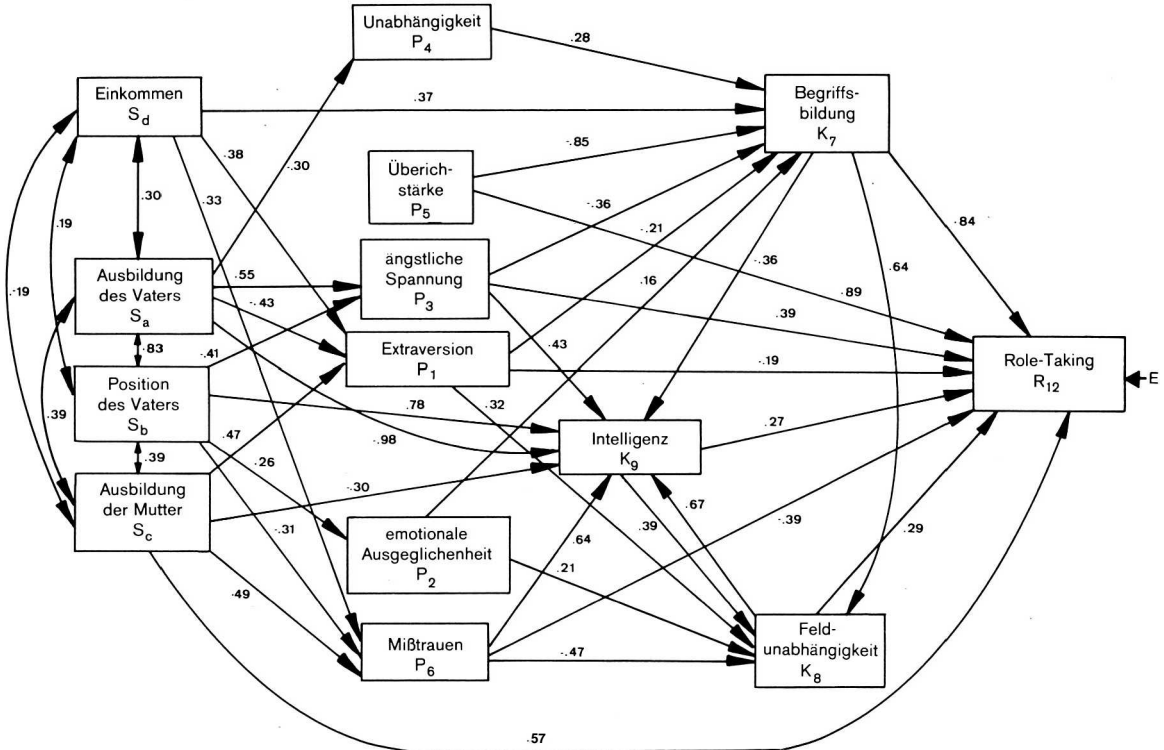 Unabhängigkeit
P4
.28
Einkommen
Sd
.37
Begriffs-
bildung
K7
.38
-.30
-.85
Überich-
stärke
P5
.30
.33
.19
-.36
-.21
.84
-.36
.64
.16
.89
Ausbildung
des Vaters
Sa
.55
ängstliche
Spannung
P3
.39
.19
-.43
.83
-.41
Extraversion
P1
.43
-.19
Role-Taking
R12
E
Position
des Vaters
Sb
.39
.78
.32
.47
-.98
Intelligenz
K9
.27
.39
.26
Ausbildung
der Mutter
Sc
-.30
.67
-.31
emotionale
Ausgeglichenheit
P2
.64
.39
-.39
.29
.21
.49
Mißtrauen
P6
-.47
Feld-
unabhängigkeit
K8
.57